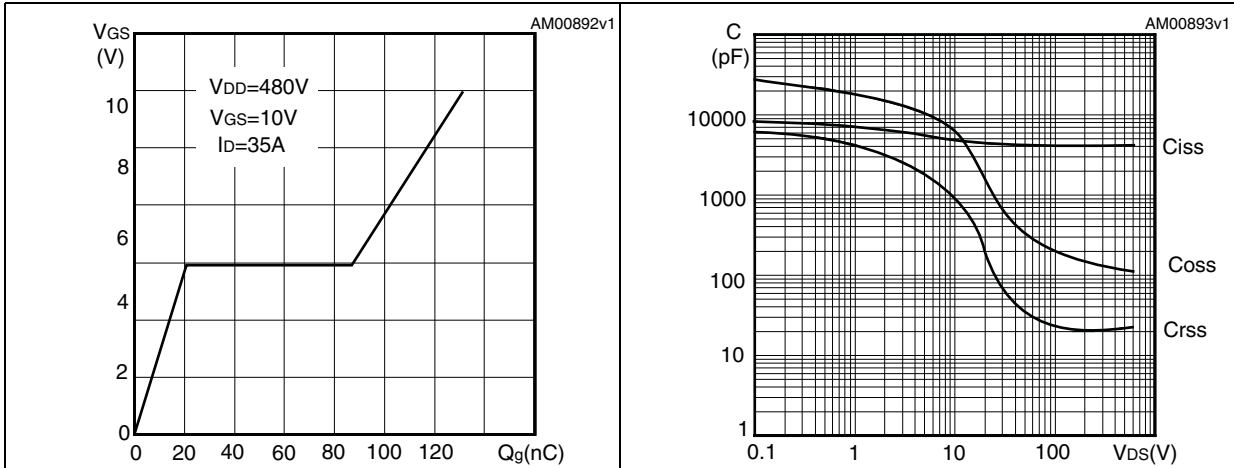 AM00892v1
VGS
(V)
VDD=480V
VGS=10V
ID=35A
10
8
6
4
2
0
0 20 40 60 80 100 120 Qg(nC)
AM00893v1
C
(pF)
10000
1000
100
10
1
0.1 1 10 100 VDS(V)
Ciss
Coss
Crss